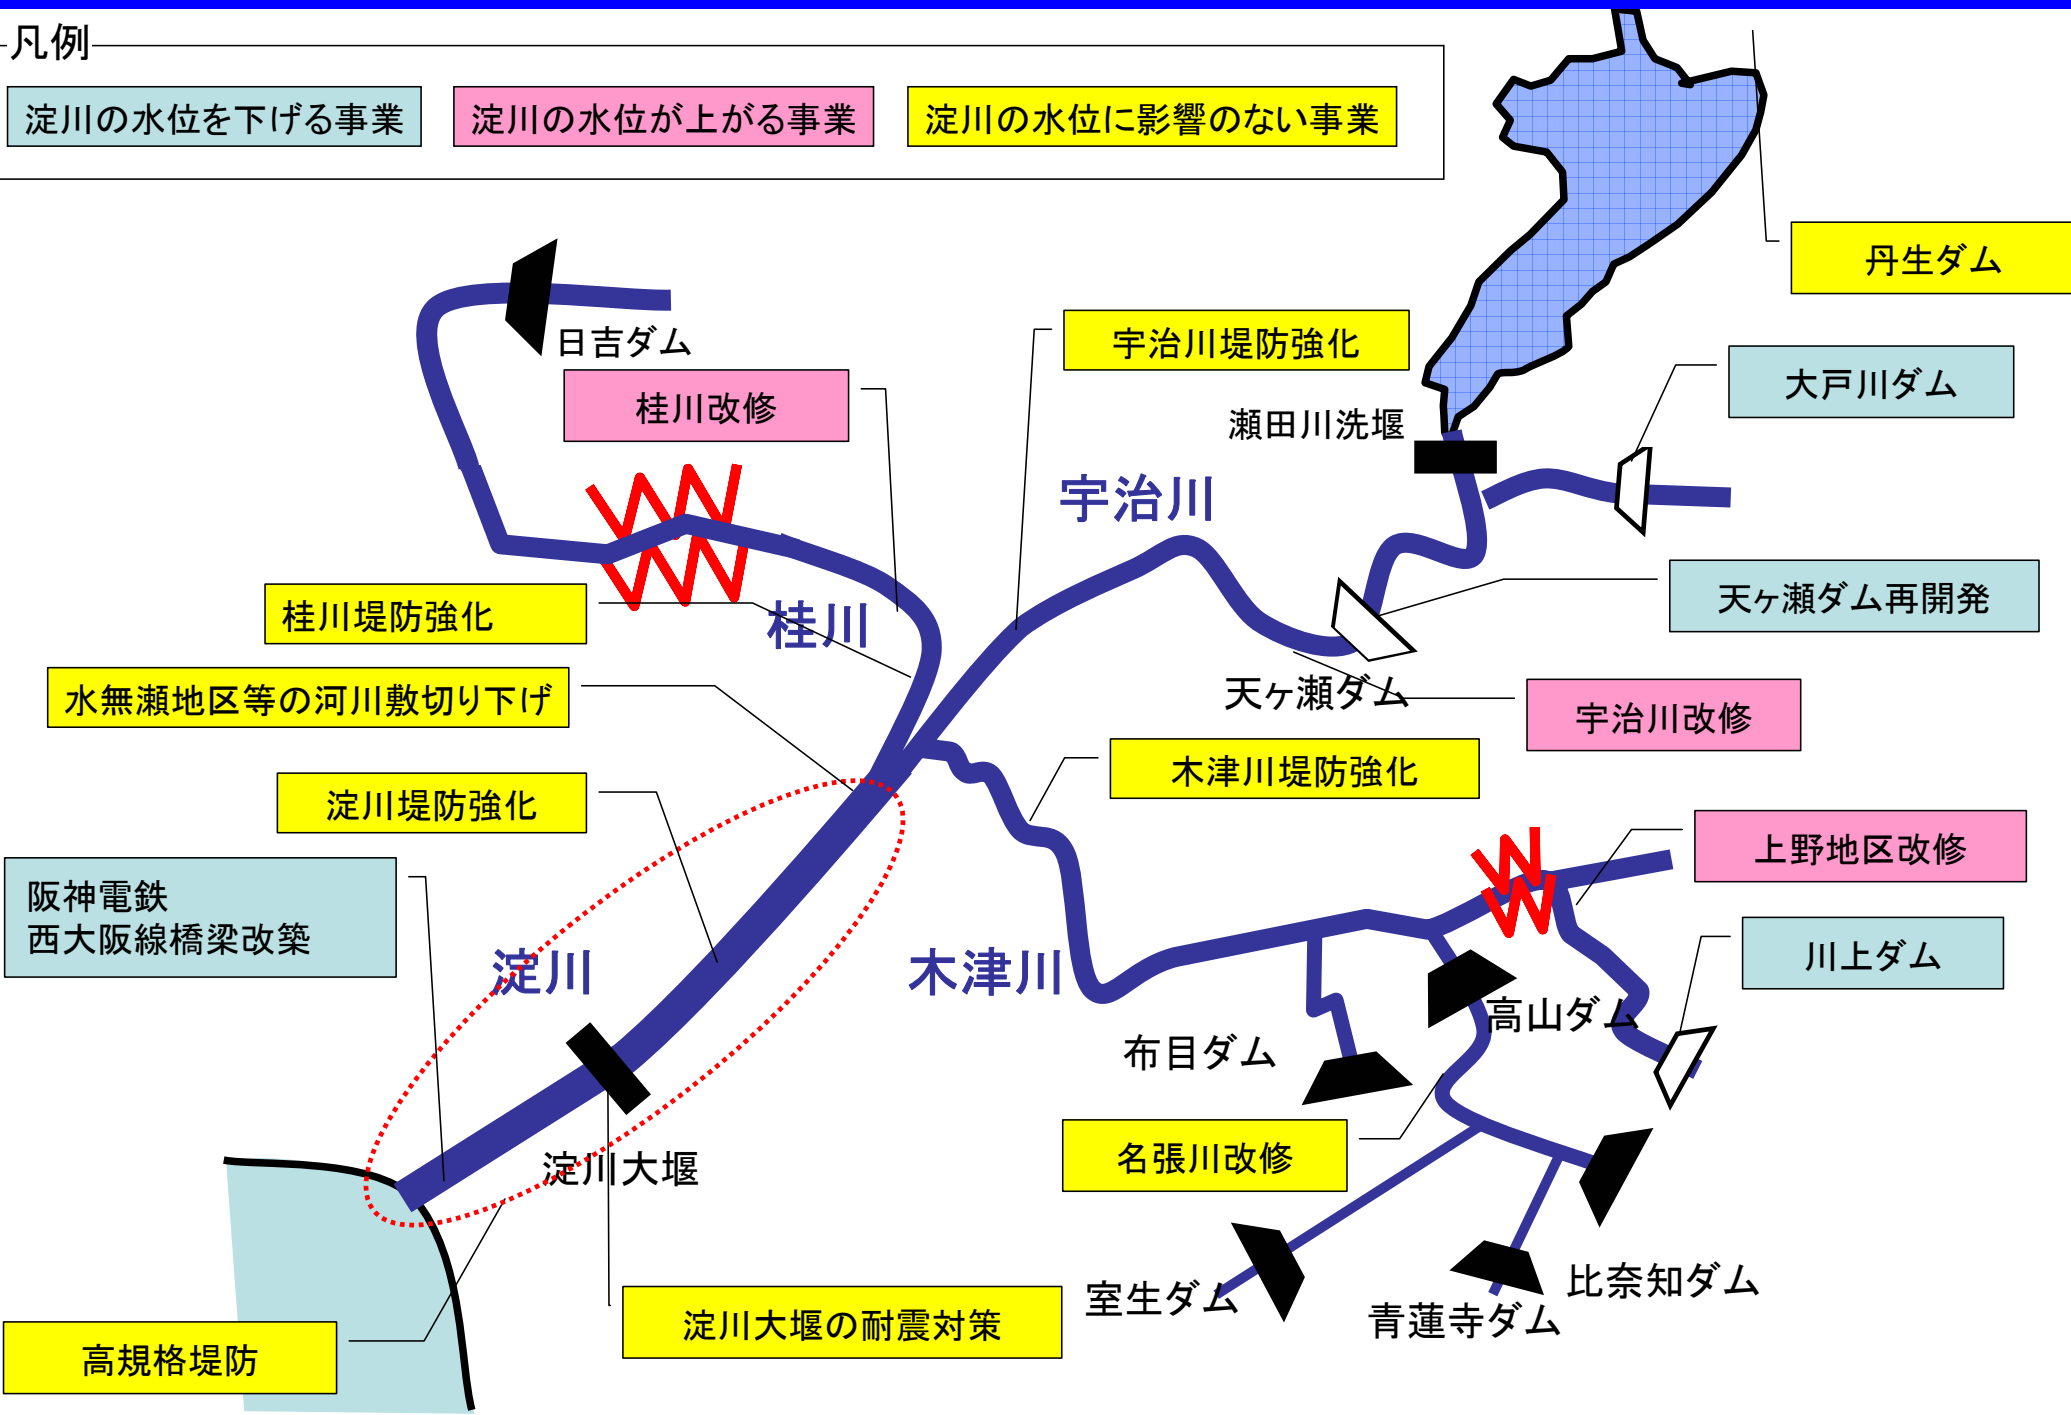 凡例
淀川の水位を下げる事業
淀川の水位が上がる事業
淀川の水位に影響のない事業
丹生ダム
日吉ダム
宇治川堤防強化
大戸川ダム
桂川改修
瀬田川洗堰
宇治川
天ヶ瀬ダム再開発
桂川堤防強化
桂川
水無瀬地区等の河川敷切り下げ
天ヶ瀬ダム
宇治川改修
木津川堤防強化
淀川堤防強化
上野地区改修
阪神電鉄
西大阪線橋梁改築
川上ダム
淀川
木津川
高山ダム
布目ダム
名張川改修
淀川大堰
比奈知ダム
室生ダム
青蓮寺ダム
淀川大堰の耐震対策
高規格堤防